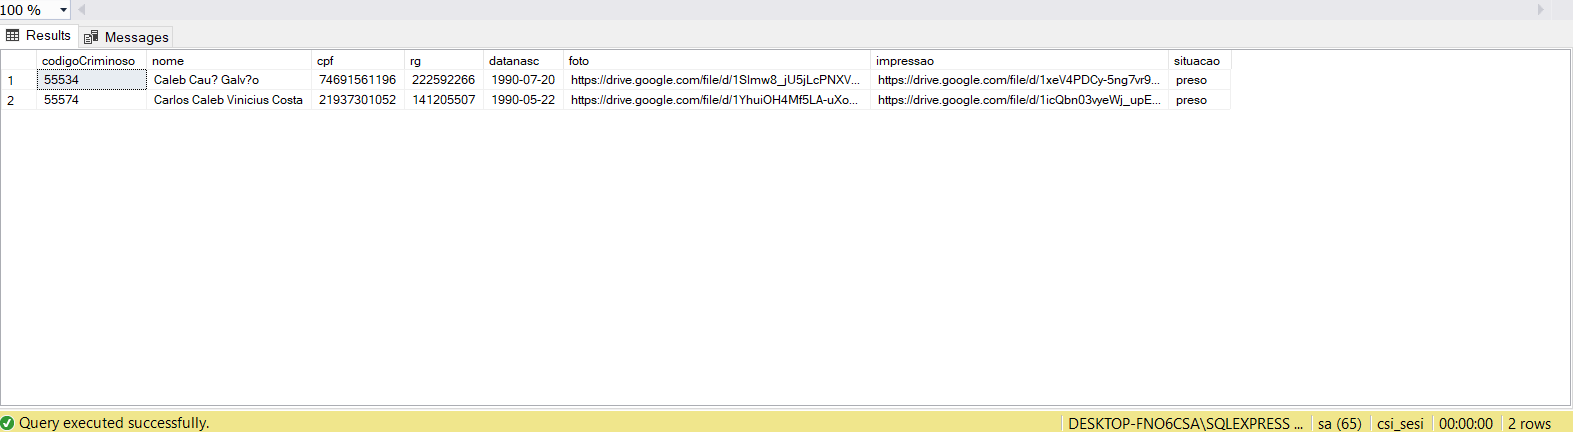 100 %
Results Messages
codigoCriminoso nome cpf rg datanasc foto impressao situacao
1 55534 Caleb Cau? Galv?o 74691561196 222592266 1990-07-20 https://drive.google.com/file/d/1Slmw8_jU5jLcPNXV... https://drive.google.com/file/d/1xeV4PDCy-5ng7vr9... preso
2 55574 Carlos Caleb Vinicius Costa 21937301052 141205507 1990-05-22 https://drive.google.com/file/d/1YhuiOH4Mf5LA-uXo... https://drive.google.com/file/d/1icQbn03vyeWj_upE... preso
Query executed successfully. DESKTOP-FNO6CSA\SQLEXPRESS ... sa (65) csi_sesi 00:00:00 2 rows